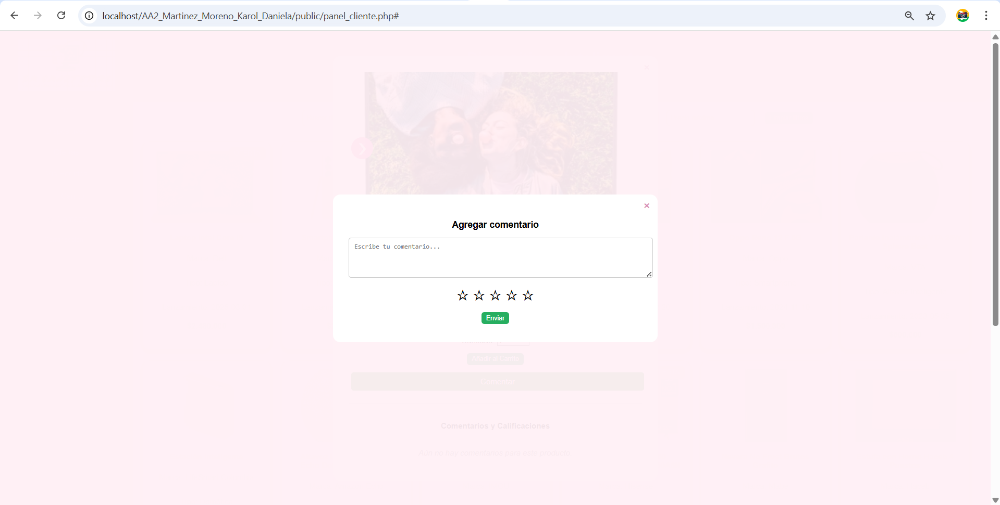 localhost/AA2_Martinez_Moreno_Karol_Daniela/public/panel_cliente.php#
Agregar comentario
Escribe tu comentario...
Enviar
Añadir al Carrito
Comentar
Comentarios y Calificaciones
Aún no hay comentarios para este producto.